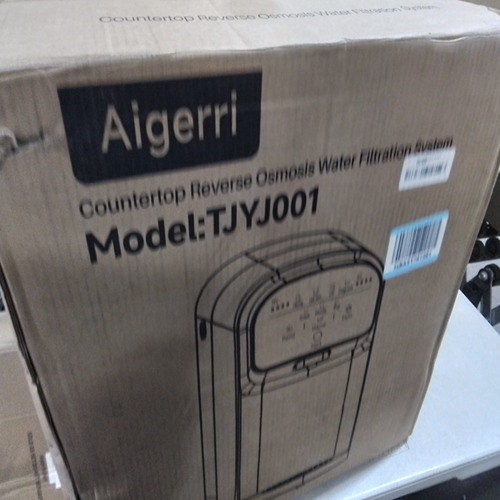 Countertop Reverse Osmosis Water Filtration System
Aigerri
Countertop Reverse Osmosis Water Filtration System
Model:TJYJ001